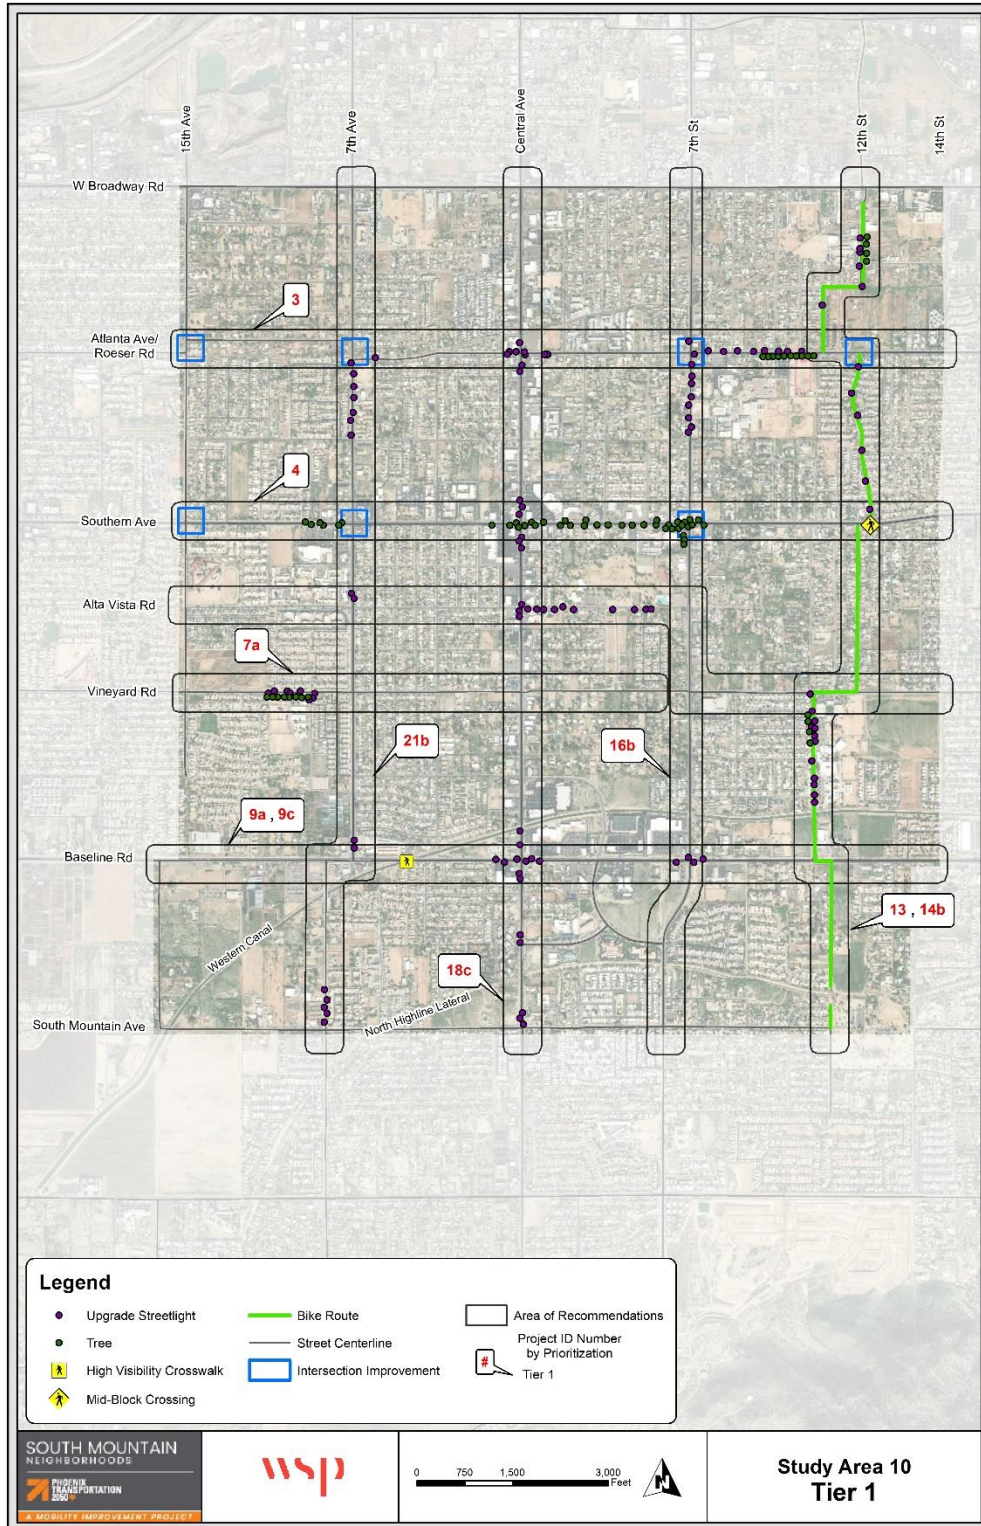 15th Ave
7th Ave
Central Ave
7th St
12th St
14th St
W Broadway Rd
3
Atlanta Ave/
Roeser Rd
4
Southern Ave
Alta Vista Rd
7a
Vineyard Rd
21b
16b
9a , 9c
Baseline Rd
13 , 14b
Western Canal
18c
North Highline Lateral
South Mountain Ave
Legend
Upgrade Streetlight
Bike Route
Area of Recommendations
Tree
Street Centerline
Project ID Number
by Prioritization
High Visibility Crosswalk
Intersection Improvement
#
Tier 1
Mid-Block Crossing
SOUTH MOUNTAIN
NEIGHBORHOODS
PHOENIX
TRANSPORTATION
2050
A MOBILITY IMPROVEMENT PROJECT
wsp
0 750 1,500 3,000
Feet
N
Study Area 10
Tier 1